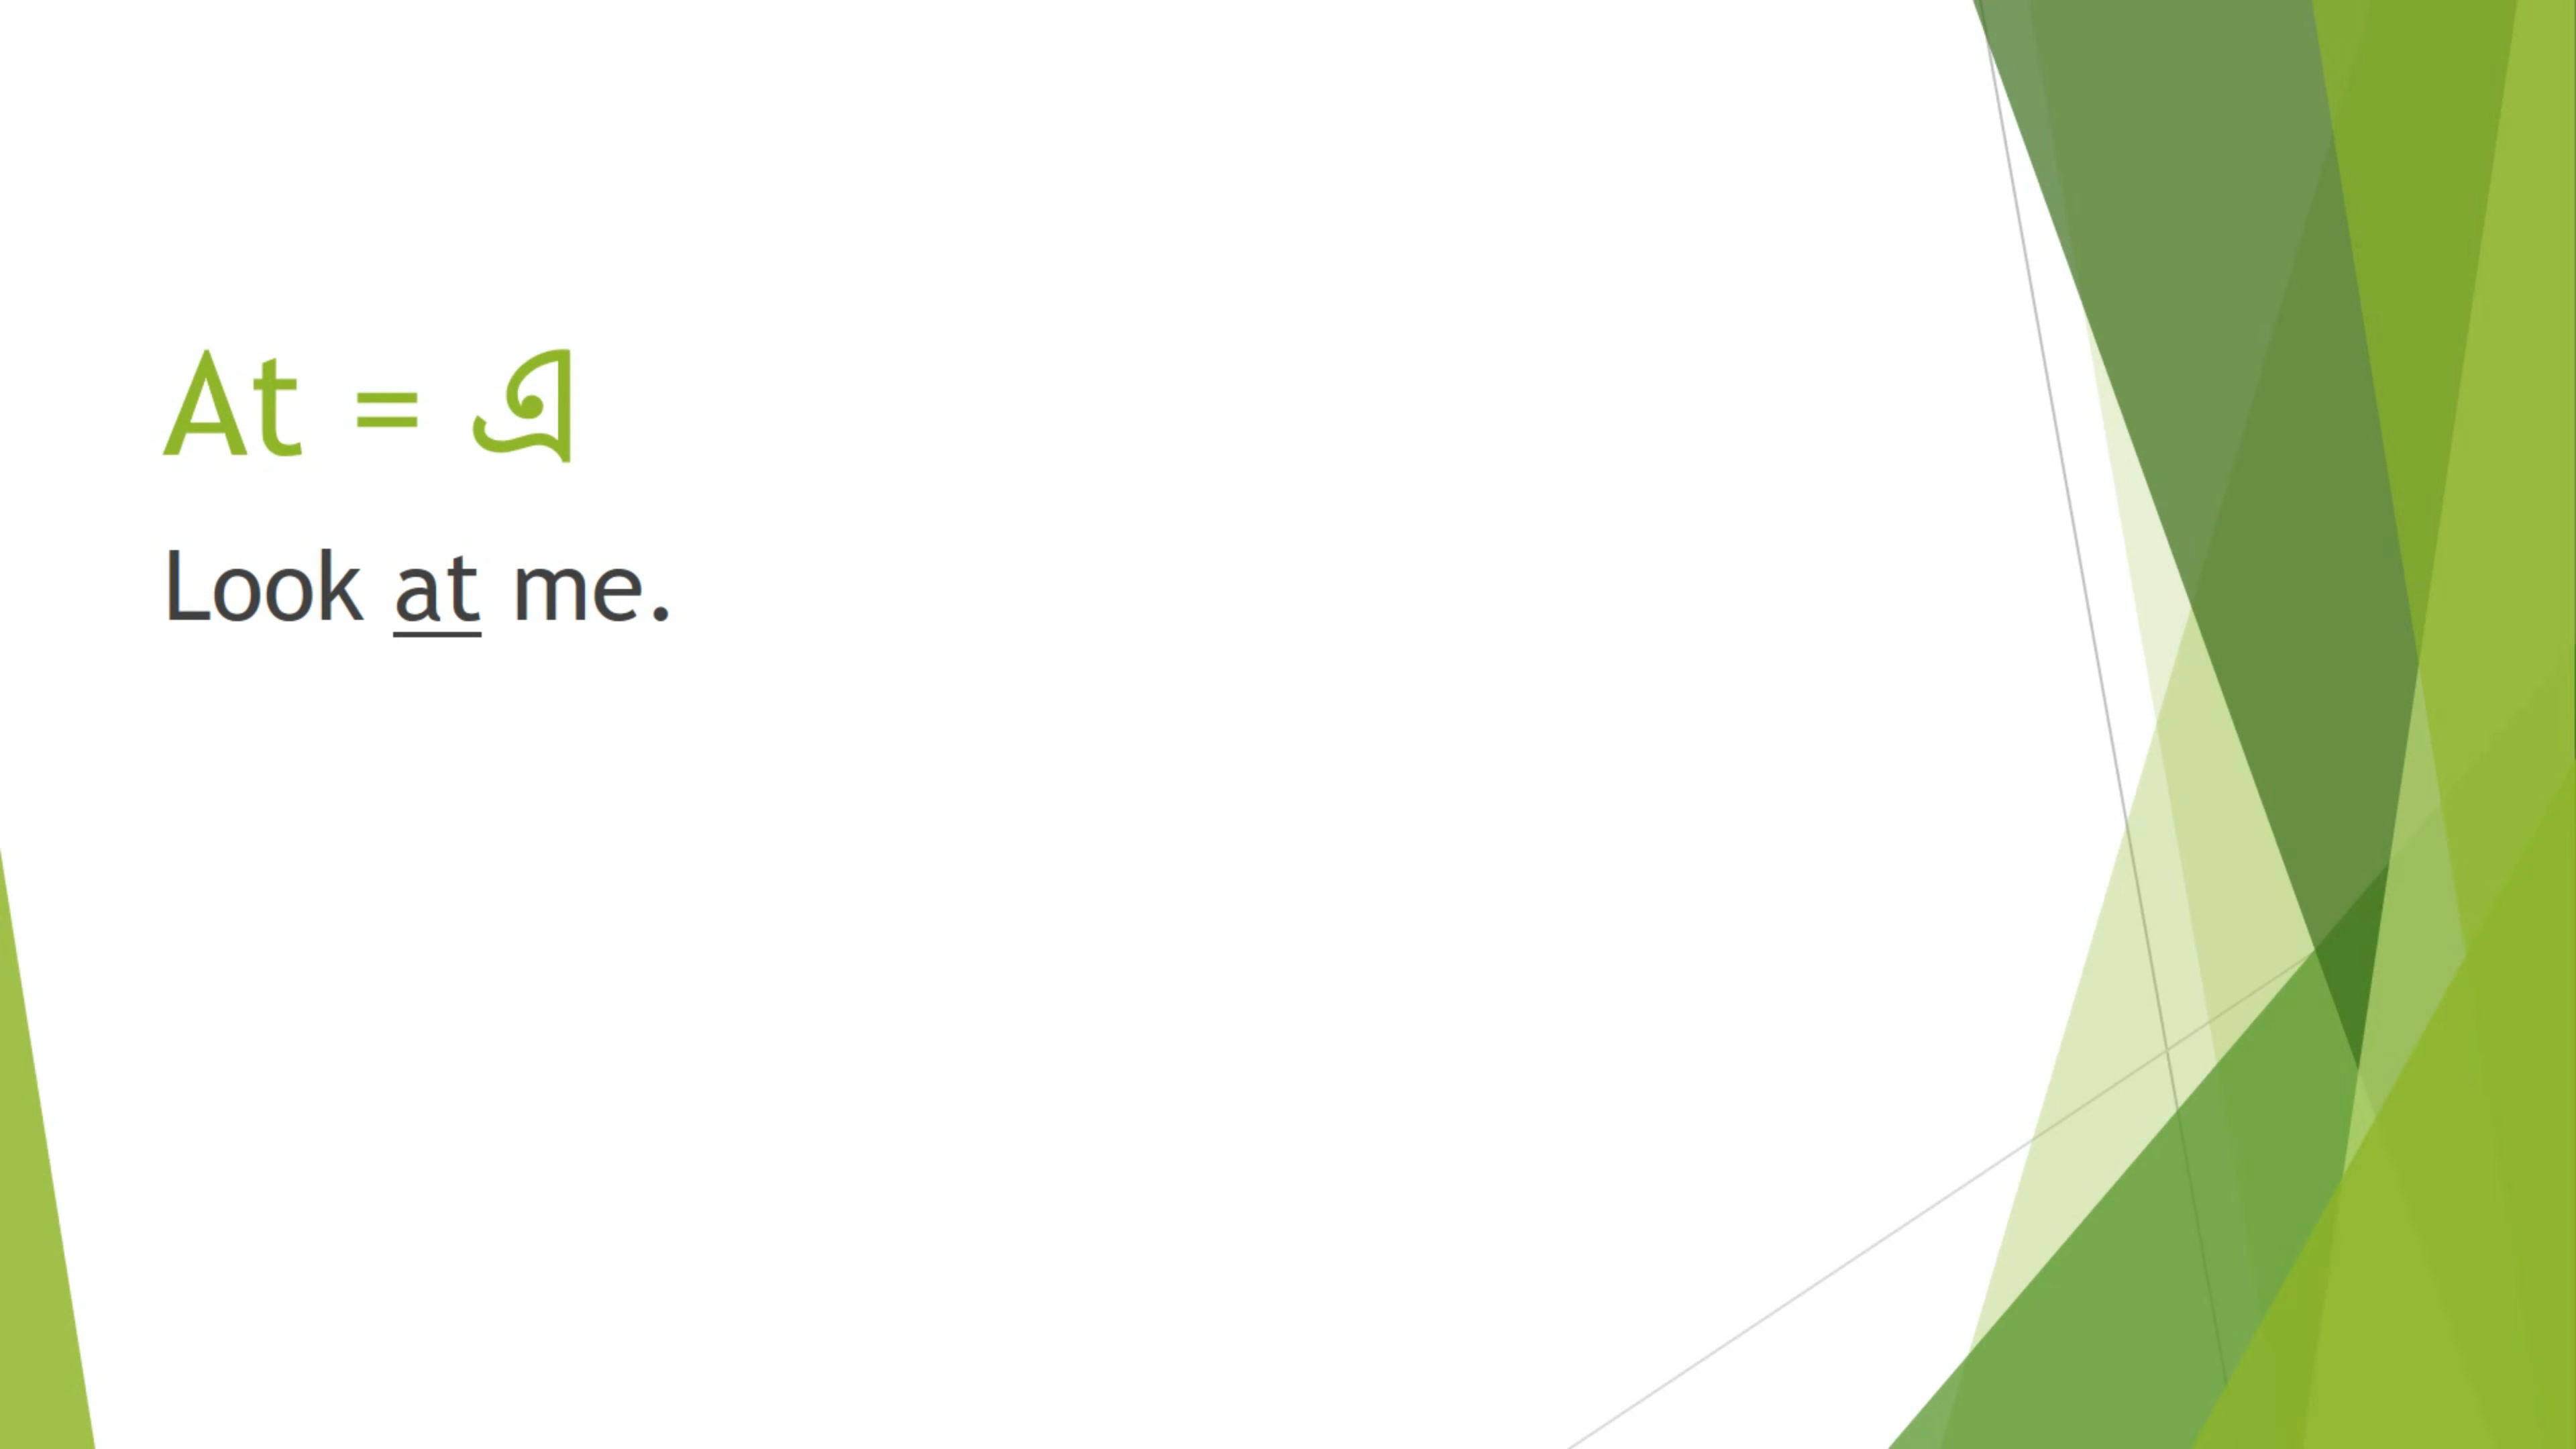 At = এ
Look at me.